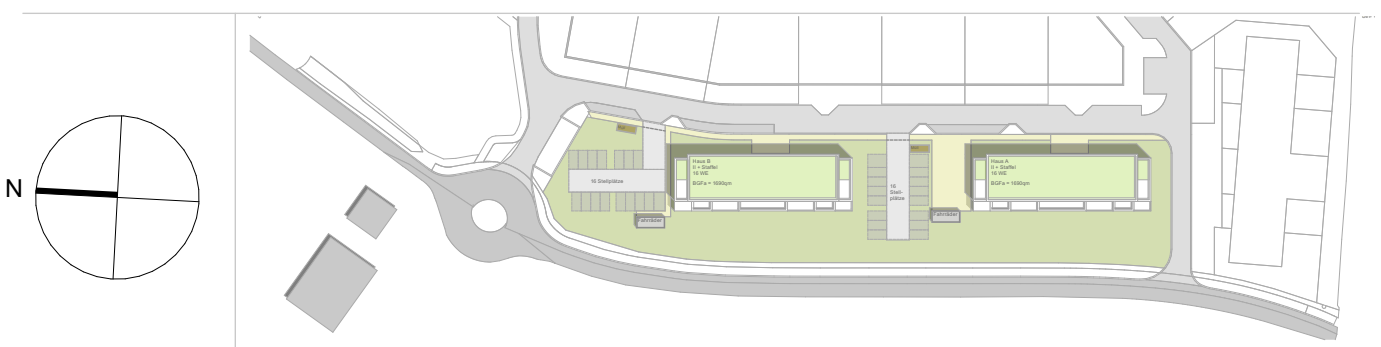 N
Haus B
II + Staffel
16 WE
BGFa = 1690qm
16 Stellplätze
Fahrräder
16
Stell-
plätze
Fahrräder
Haus A
II + Staffel
16 WE
BGFa = 1690qm